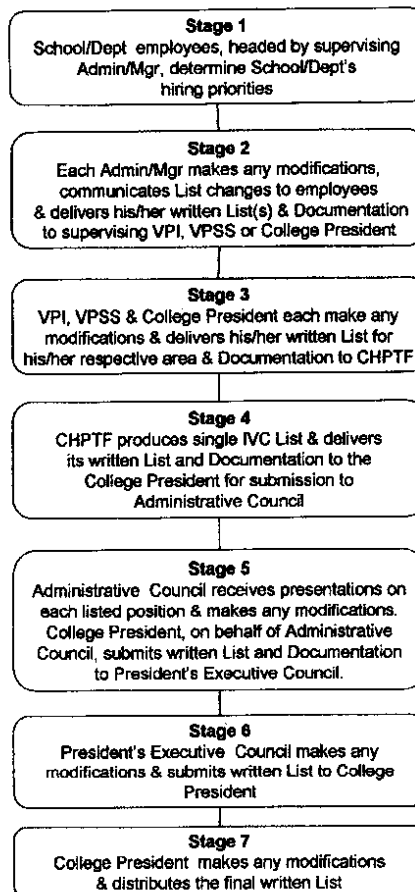 Stage 1
School/Dept employees, headed by supervising
Admin/Mgr, determine School/Dept's
hiring priorities
Stage 2
Each Admin/Mgr makes any modifications,
communicates List changes to employees
& delivers his/her written List(s) & Documentation
to supervising VPI, VPSS or College President
Stage 3
VPI, VPSS & College President each make any
modifications & delivers his/her written List for
his/her respective area & Documentation to CHPTF
Stage 4
CHPTF produces single IVC List & delivers
its written List and Documentation to the
College President for submission to
Administrative Council
Stage 5
Administrative Council receives presentations on
each listed position & makes any modifications.
College President, on behalf of Administrative
Council, submits written List and Documentation
to President's Executive Council.
Stage 6
President's Executive Council makes any
modifications & submits written List to College
President
Stage 7
College President makes any modifications
& distributes the final written List